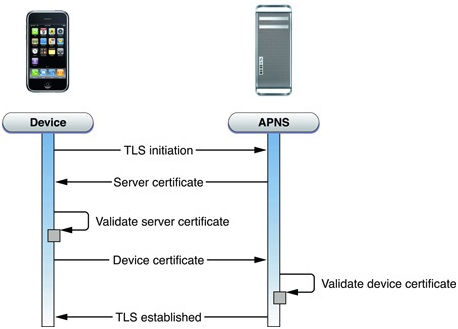 Device
APNS
TLS initiation
Server certificate
Validate server certificate
Device certificate
Validate device certificate
TLS established